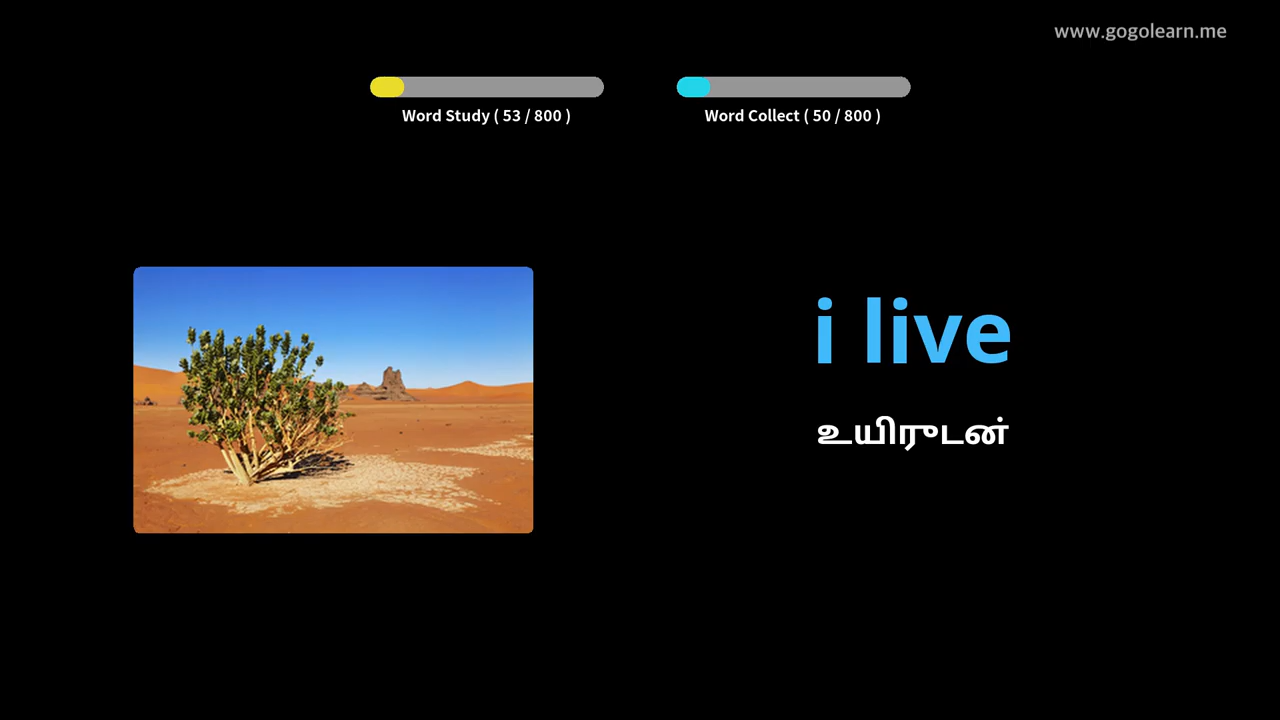 www.gogolearn.me
Word Study ( 53 / 800 )
Word Collect ( 50 / 800 )
i live
உயிருடன்